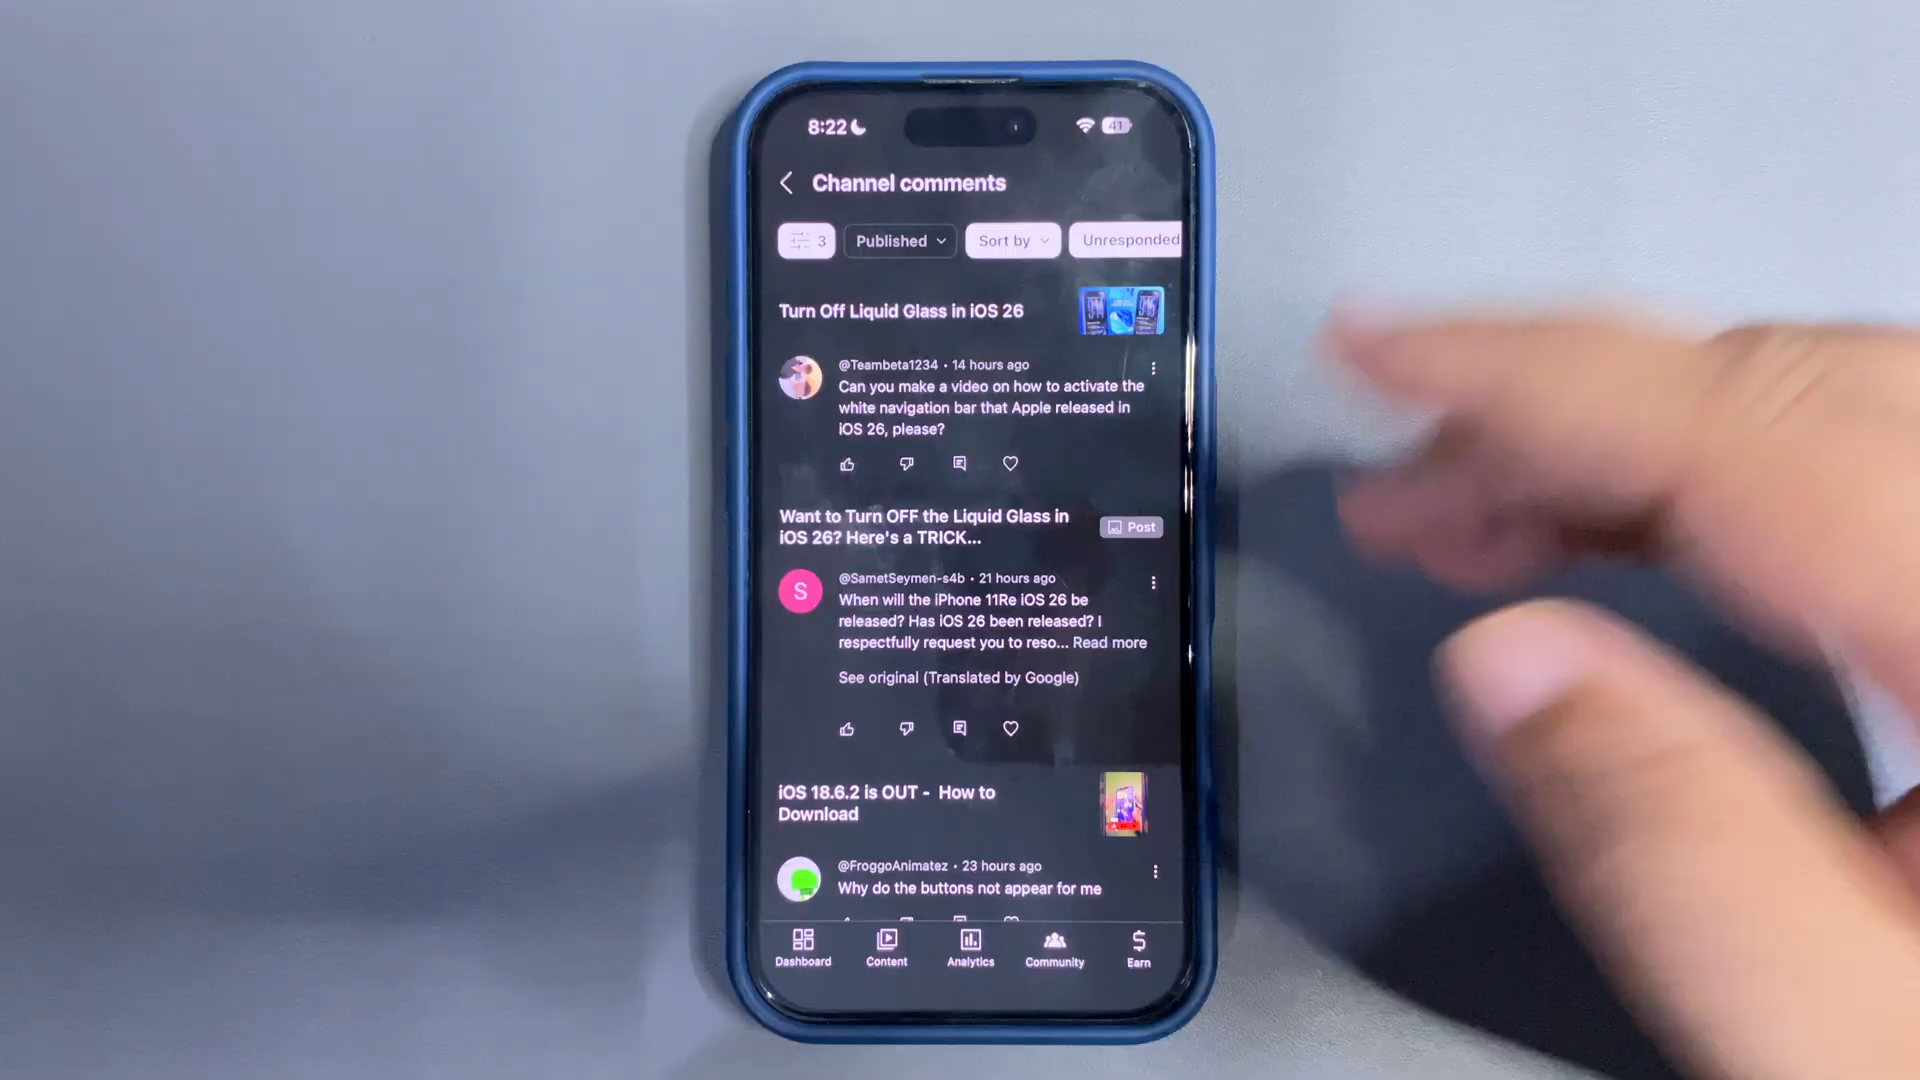 8:22
41
Channel comments
3 Published Sort by Unresponded
Turn Off Liquid Glass in iOS 26
@Teambeta1234 • 14 hours ago
Can you make a video on how to activate the
white navigation bar that Apple released in
iOS 26, please?
Want to Turn OFF the Liquid Glass in
iOS 26? Here's a TRICK...
Post
S
@SametSeymen-s4b • 21 hours ago
When will the iPhone 11Re iOS 26 be
released? Has iOS 26 been released? I
respectfully request you to reso... Read more
See original (Translated by Google)
iOS 18.6.2 is OUT - How to
Download
@FroggoAnimatez • 23 hours ago
Why do the buttons not appear for me
Dashboard Content Analytics Community Earn